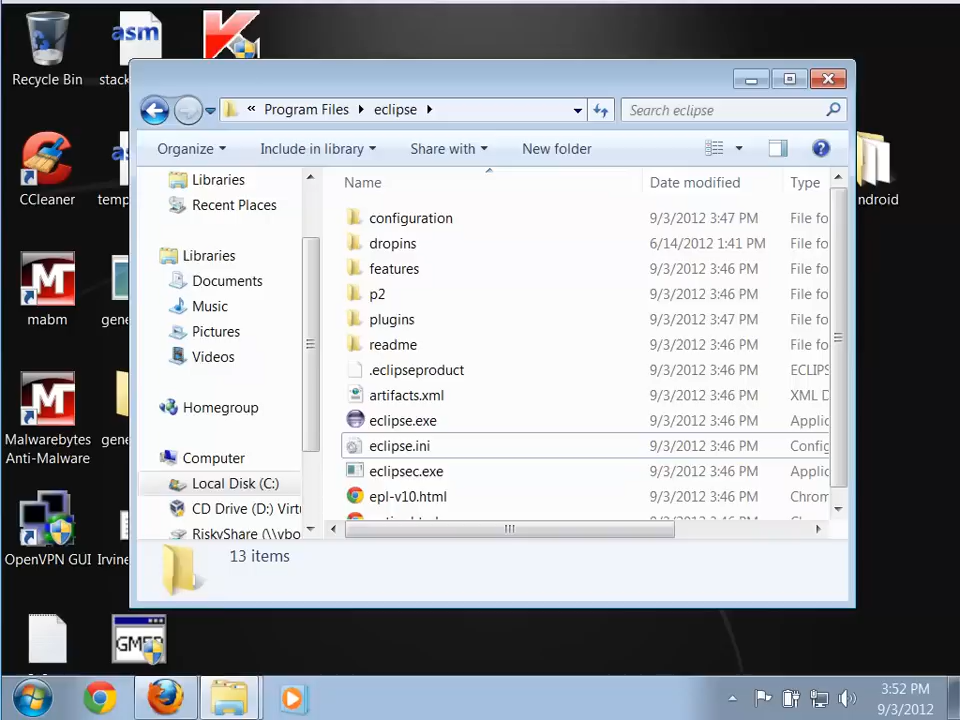 asm
Recycle Bin
stac
« Program Files eclipse
Search eclipse
Organize
Include in library
Share with
New folder
asm
CCleaner
temp
ndroid
mabm
gene
Malwarebytes
Anti-Malware
gene
OpenVPN GUI
Irvine
GMER
Libraries
Recent Places
Libraries
Documents
Music
Pictures
Videos
Homegroup
Computer
Local Disk (C:)
CD Drive (D:) Virtu
RiskyShare (\\vbo
Name Date modified Type
configuration 9/3/2012 3:47 PM File fo
dropins 6/14/2012 1:41 PM File fo
features 9/3/2012 3:46 PM File fo
p2 9/3/2012 3:46 PM File fo
plugins 9/3/2012 3:47 PM File fo
readme 9/3/2012 3:46 PM File fo
.eclipseproduct 9/3/2012 3:46 PM ECLIPS
artifacts.xml 9/3/2012 3:46 PM XML D
eclipse.exe 9/3/2012 3:46 PM Applic
eclipse.ini 9/3/2012 3:46 PM Config
eclipsec.exe 9/3/2012 3:46 PM Applic
epl-v10.html 9/3/2012 3:46 PM Chrom
13 items
3:52 PM
9/3/2012